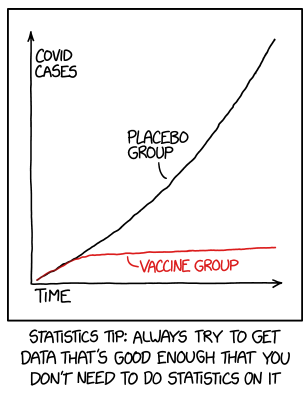 COVID
CASES
PLACEBO
GROUP
VACCINE GROUP
TIME
STATISTICS TIP: ALWAYS TRY TO GET
DATA THAT'S GOOD ENOUGH THAT YOU
DON'T NEED TO DO STATISTICS ON IT